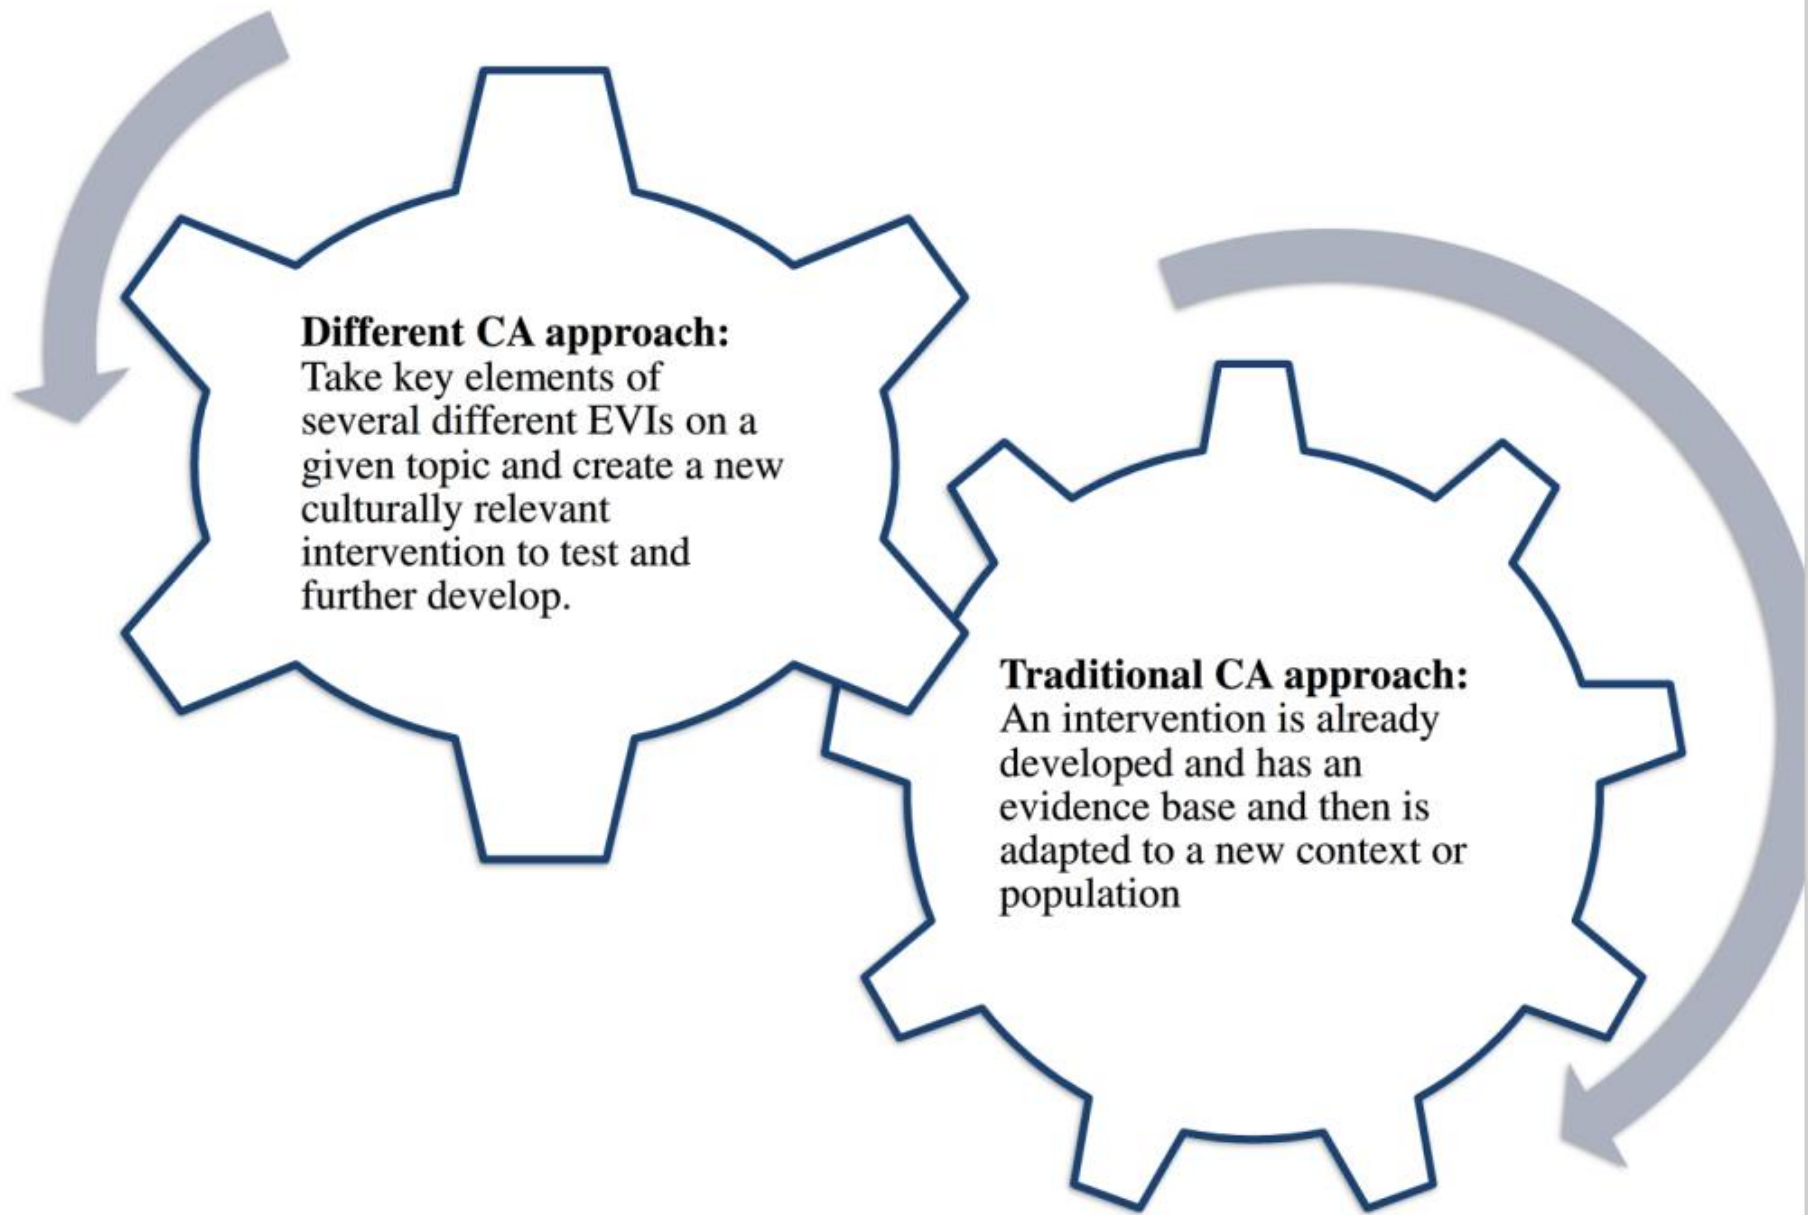 Different CA approach:
Take key elements of
several different EVIs on a
given topic and create a new
culturally relevant
intervention to test and
further develop.
Traditional CA approach:
An intervention is already
developed and has an
evidence base and then is
adapted to a new context or
population